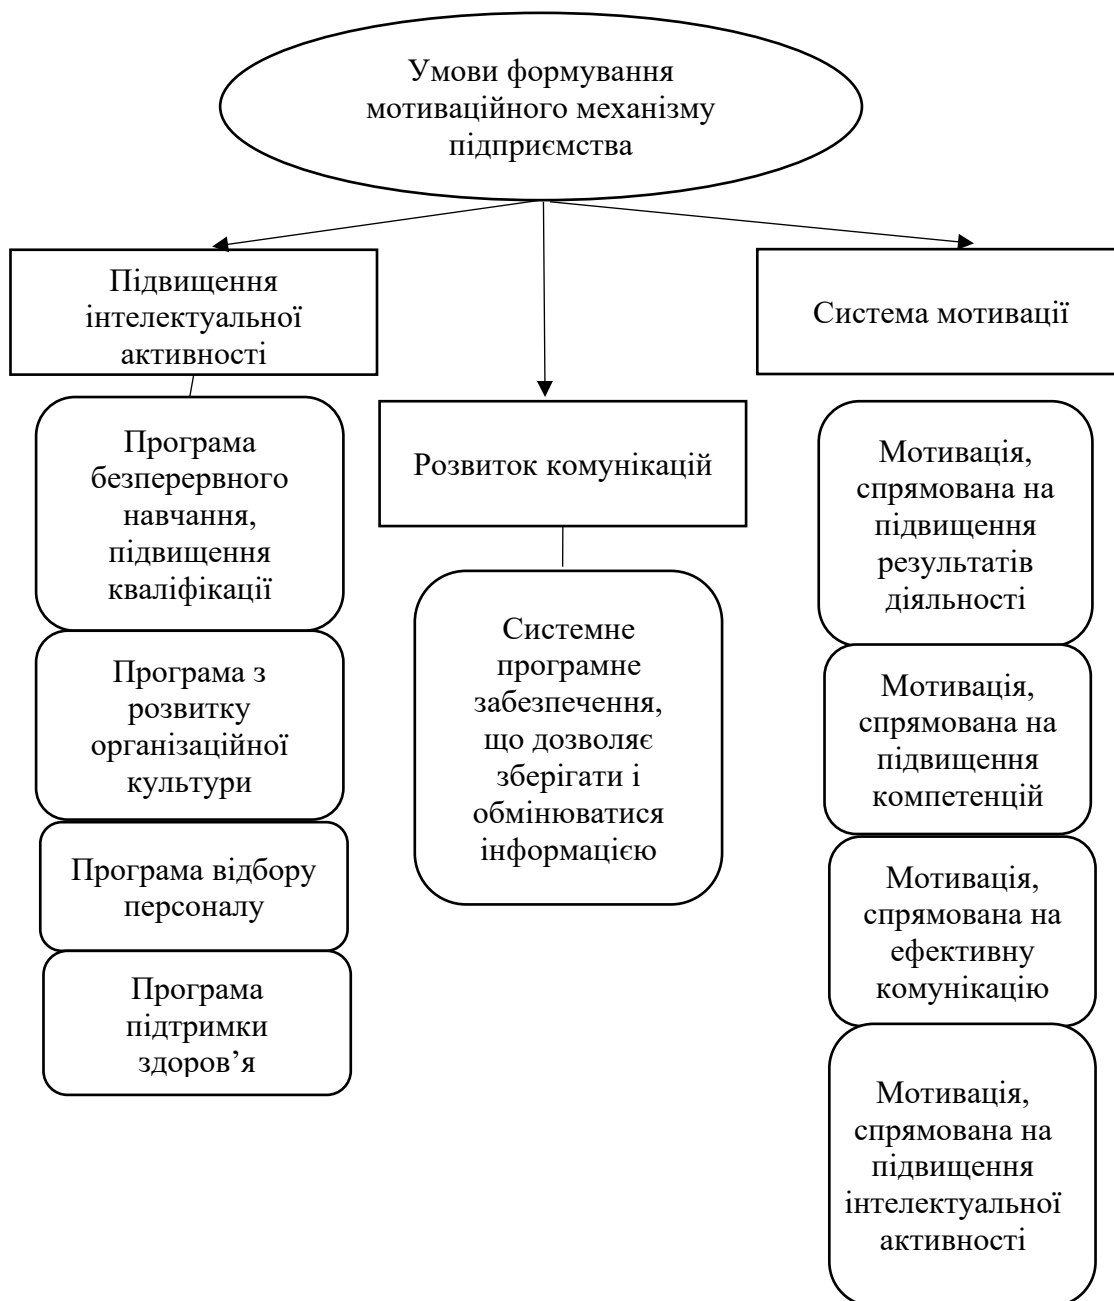 Умови формування
мотиваційного механізму
підприємства
Підвищення
інтелектуальної
активності
Система мотивації
Розвиток комунікацій
Програма
безперервного
навчання,
підвищення
кваліфікації
Програма з
розвитку
організаційної
культури
Програма відбору
персоналу
Програма
підтримки
здоров’я
Системне
програмне
забезпечення,
що дозволяє
зберігати і
обмінюватися
інформацією
Мотивація,
спрямована на
підвищення
результатів
діяльності
Мотивація,
спрямована на
підвищення
компетенцій
Мотивація,
спрямована на
ефективну
комунікацію
Мотивація,
спрямована на
підвищення
інтелектуальної
активності